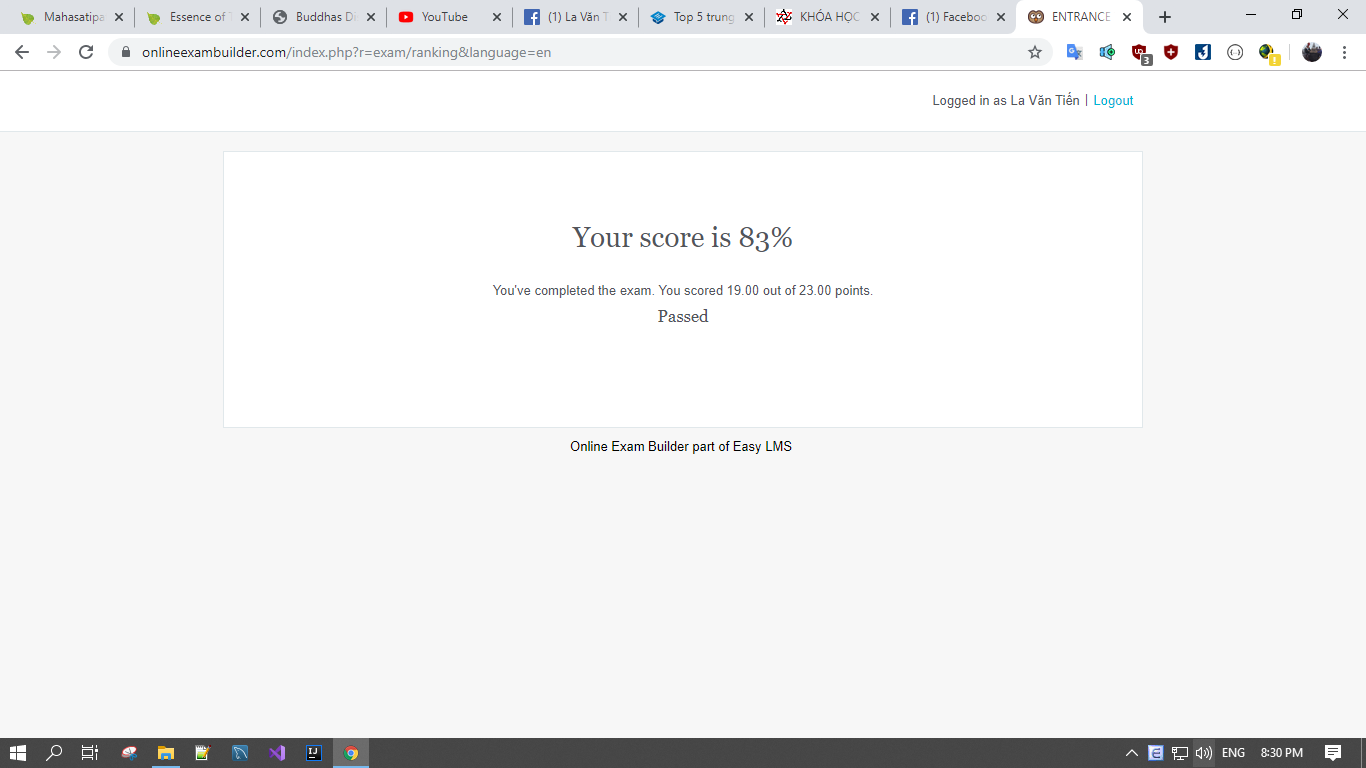 Mahasatipa
Essence of T
Buddhas Di
YouTube
(1) La Văn T
Top 5 trung
KHÓA HỌC
(1) Faceboo
ENTRANCE
onlineexambuilder.com/index.php?r=exam/ranking&language=en
3
Logged in as La Văn Tiến | Logout
Your score is 83%
You've completed the exam. You scored 19.00 out of 23.00 points.
Passed
Online Exam Builder part of Easy LMS
ENG
8:30 PM